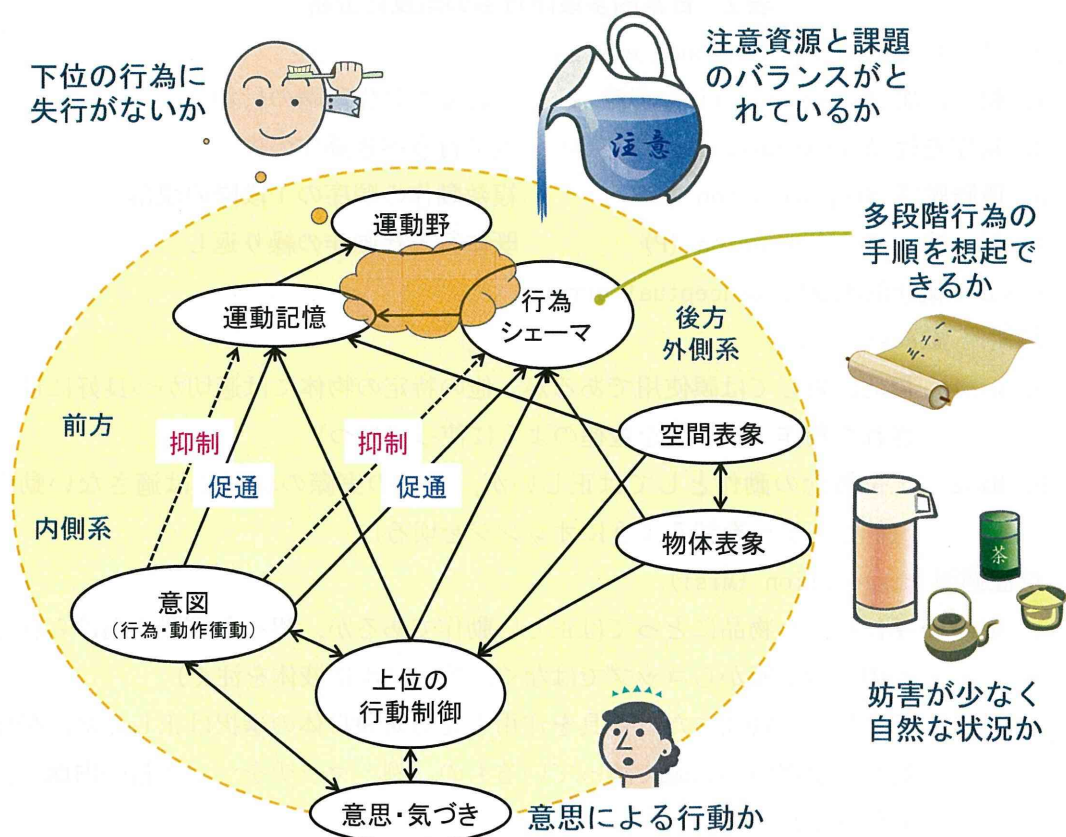 下位の行為に
失行がないか
注意資源と課題
のバランスがと
れているか
注意
運動野
多段階行為の
手順を想起で
きるか
運動記憶
行為
シェーマ
後方
外側系
前方
抑制
抑制
空間表象
促通
促通
内側系
物体表象
茶
意図
(行為・動作衝動)
上位の
行動制御
妨害が少なく
自然な状況か
意思・気づき
意思による行動か